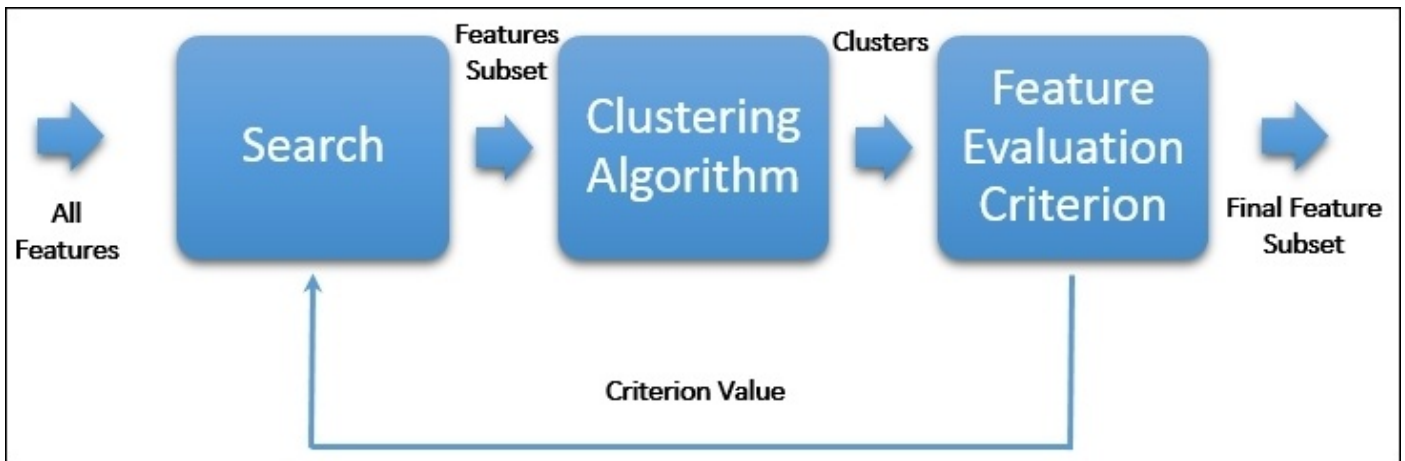 All
Features
Search
Features
Subset
Clustering
Algorithm
Clusters
Feature
Evaluation
Criterion
Final Feature
Subset
Criterion Value